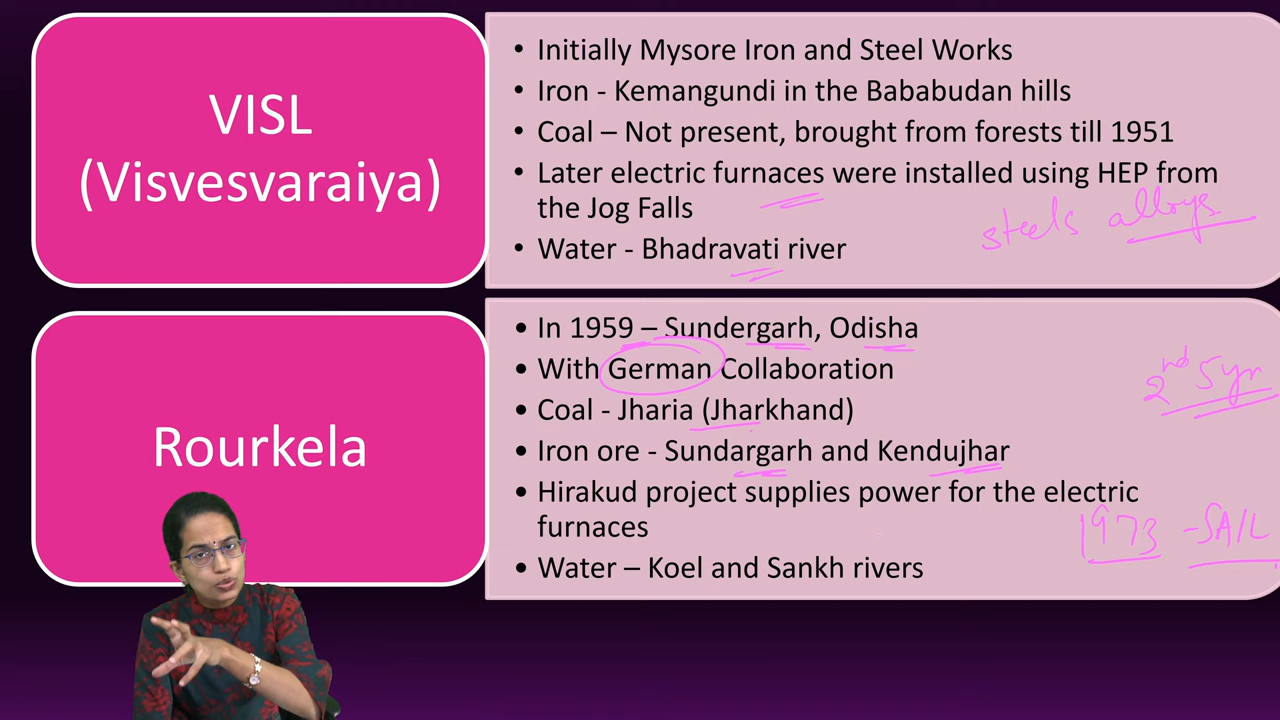 VISL
(Visvesvaraiya)
• Initially Mysore Iron and Steel Works
• Iron - Kemangundi in the Bababudan hills
• Coal – Not present, brought from forests till 1951
• Later electric furnaces were installed using HEP from
the Jog Falls
• Water - Bhadravati river
steels alloys
Rourkela
• In 1959 – Sundergarh, Odisha
• With German Collaboration
• Coal - Jharia (Jharkhand)
• Iron ore - Sundargarh and Kendujhar
• Hirakud project supplies power for the electric
furnaces
• Water – Koel and Sankh rivers
2nd 5 yr
1973 - SAIL